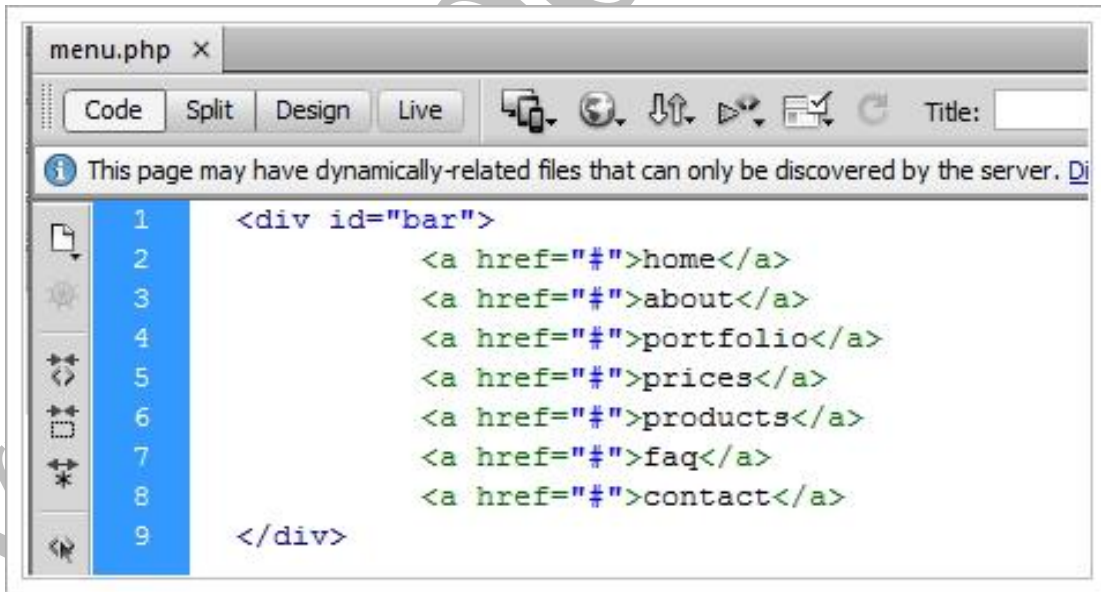 menu.php ×
Code Split Design Live Title:
This page may have dynamically-related files that can only be discovered by the server. Di
1 <div id="bar">
2 <a href="#">home</a>
3 <a href="#">about</a>
4 <a href="#">portfolio</a>
5 <a href="#">prices</a>
6 <a href="#">products</a>
7 <a href="#">faq</a>
8 <a href="#">contact</a>
9 </div>